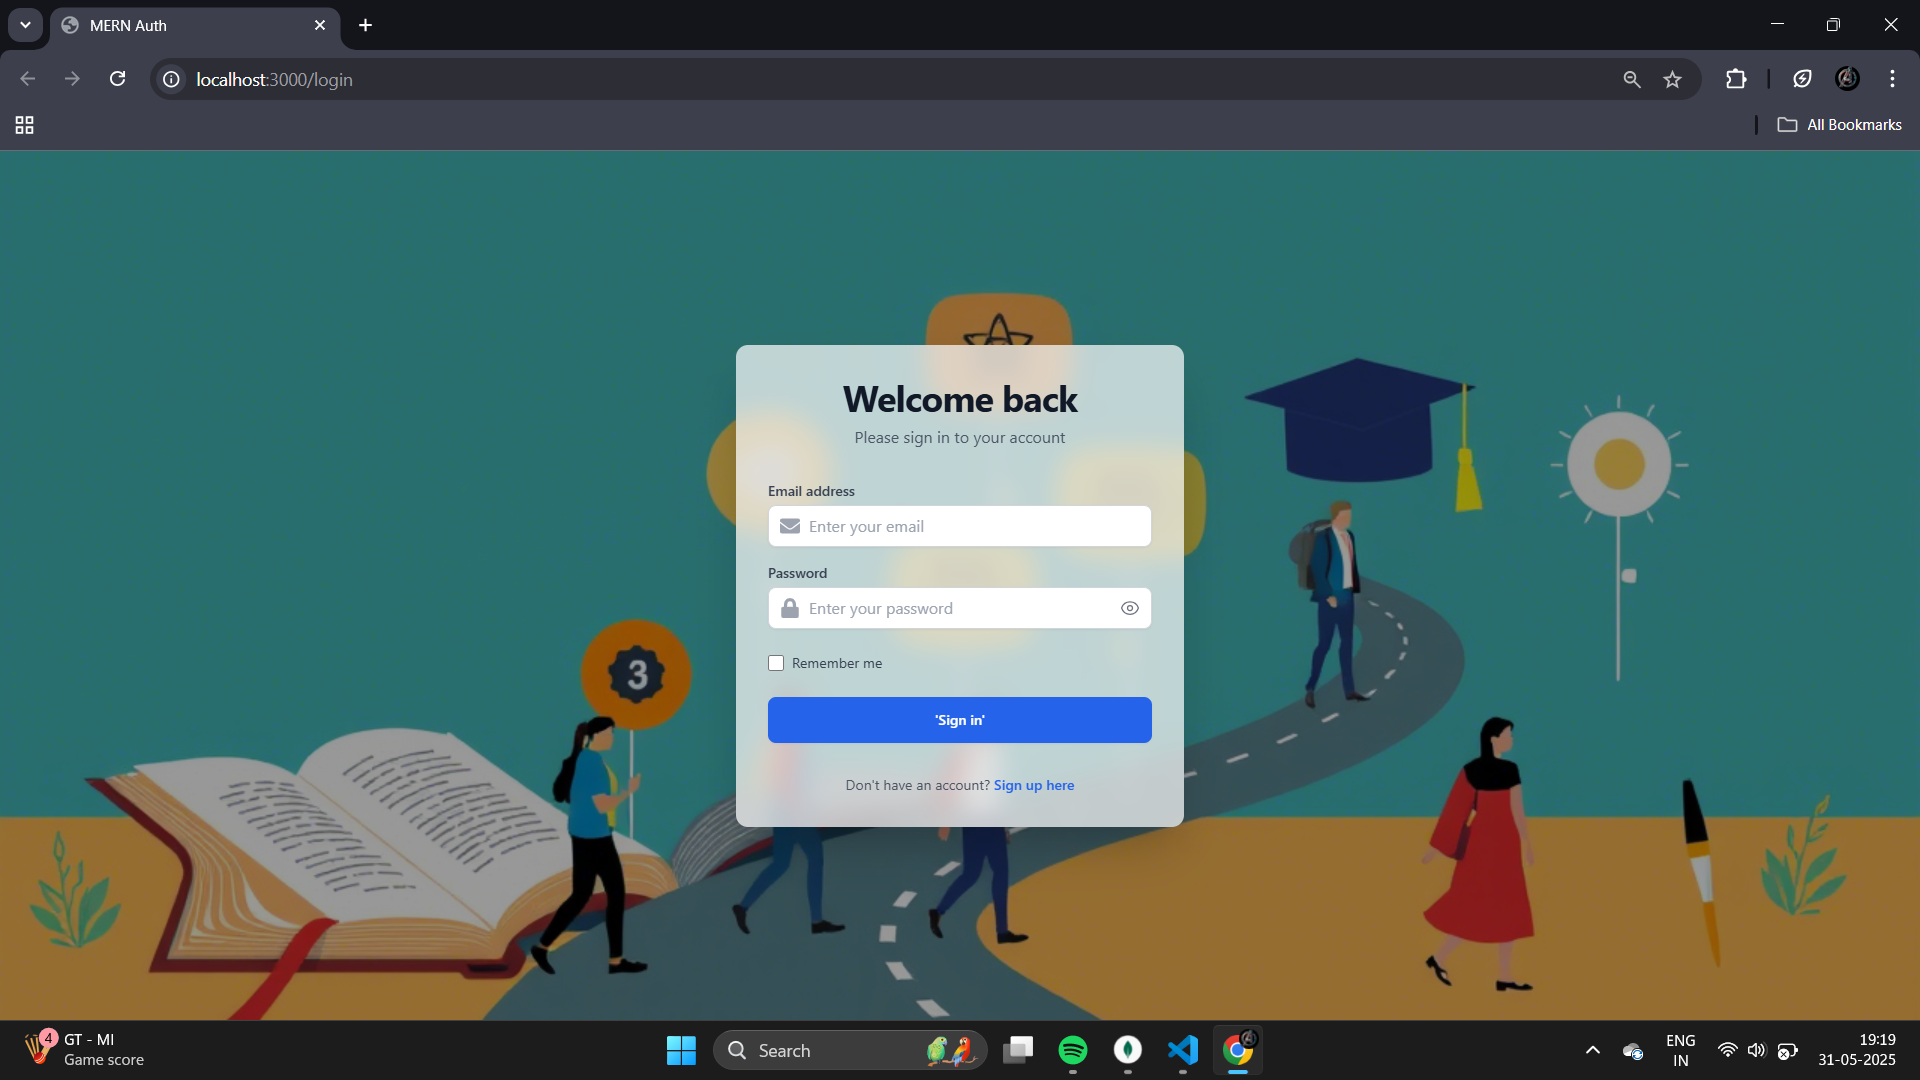 MERN Auth
localhost:3000/login
All Bookmarks
Welcome back
Please sign in to your account
Email address
Enter your email
Password
Enter your password
Remember me
'Sign in'
Don't have an account? Sign up here
3
4
GT - MI
Game score
Search
ENG
IN
19:19
31-05-2025